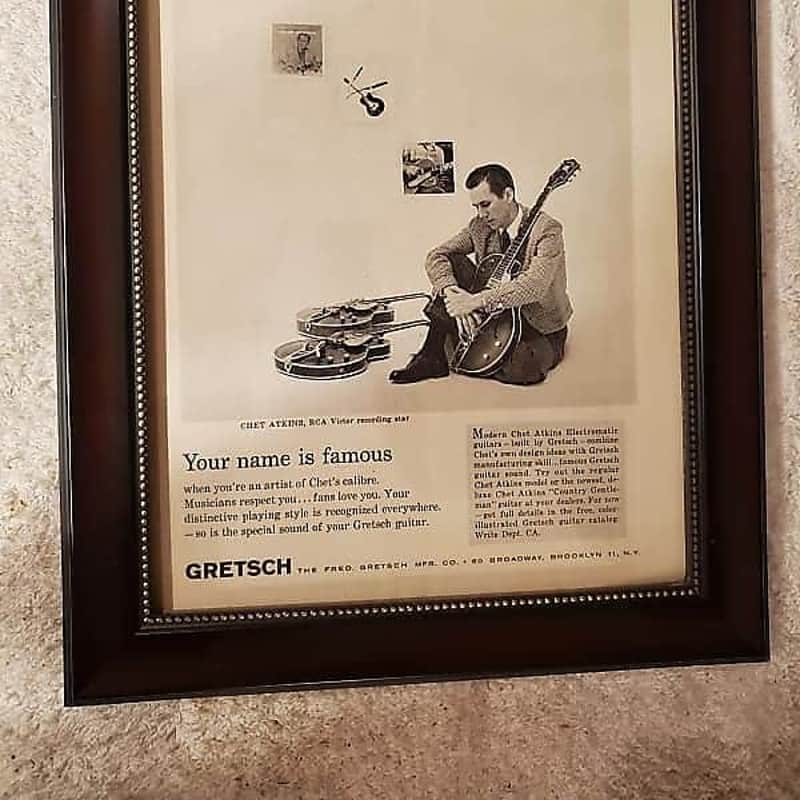 CHET ATKINS, RCA Victor recording star
Your name is famous
when you're an artist of Chet's calibre.
Musicians respect you...fans love you. Your
distinctive playing style is recognized everywhere.
—so is the special sound of your Gretsch guitar.
Modern Chet Atkins Electromatic
guitars—built by Gretsch—combine
Chet's own design ideas with Gretsch
manufacturing skill...famous Gretsch
guitar sound. Try out the regular
Chet Atkins model or the newest, de-
luxe Chet Atkins "Country Gentle-
man" guitar at your dealers. For now
—get full details in the free, color-
illustrated Gretsch guitar catalog
Write Dept. CA.
GRETSCH THE FRED. GRETSCH MFR. CO. • 60 BROADWAY, BROOKLYN 11, N.Y.